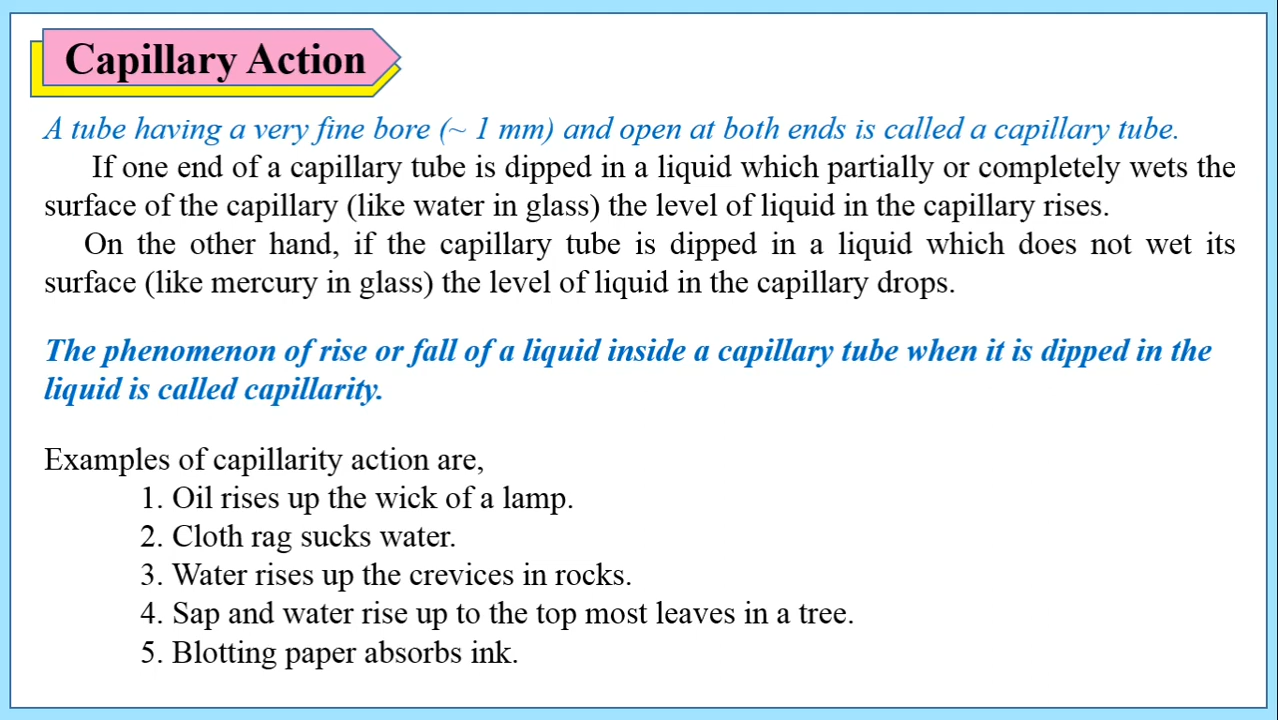 Capillary Action
A tube having a very fine bore (~ 1 mm) and open at both ends is called a capillary tube.
If one end of a capillary tube is dipped in a liquid which partially or completely wets the
surface of the capillary (like water in glass) the level of liquid in the capillary rises.
On the other hand, if the capillary tube is dipped in a liquid which does not wet its
surface (like mercury in glass) the level of liquid in the capillary drops.
The phenomenon of rise or fall of a liquid inside a capillary tube when it is dipped in the
liquid is called capillarity.
Examples of capillarity action are,
1. Oil rises up the wick of a lamp.
2. Cloth rag sucks water.
3. Water rises up the crevices in rocks.
4. Sap and water rise up to the top most leaves in a tree.
5. Blotting paper absorbs ink.